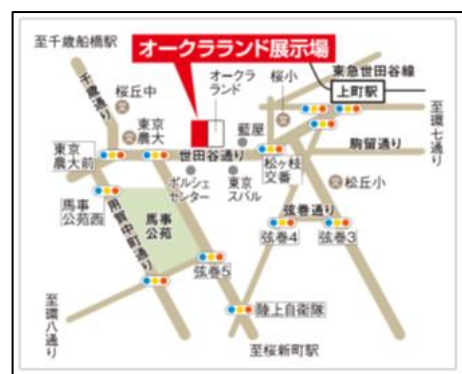 至千歳船橋駅
オークラランド展示場
千歳通り
桜丘中
文
オークラ
ランド
桜小
文
東急世田谷線
上町駅
至環七通り
東京
農大
文
藍屋
東京
農大前
世田谷通り
松ヶ枝
交番
駒留通り
馬事
公苑西
ポルシェ
センター
東京
スバル
文
松丘小
用賀中町通り
馬事
公苑
弦巻通り
弦巻4
弦巻3
弦巻5
至環八通り
陸上自衛隊
至桜新町駅